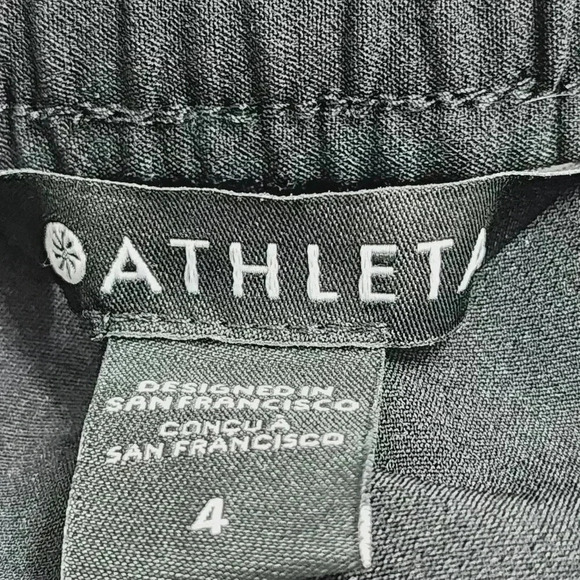 ATHLETA
DESIGNED IN
SAN FRANCISCO
CONÇU À
SAN FRANCISCO
4